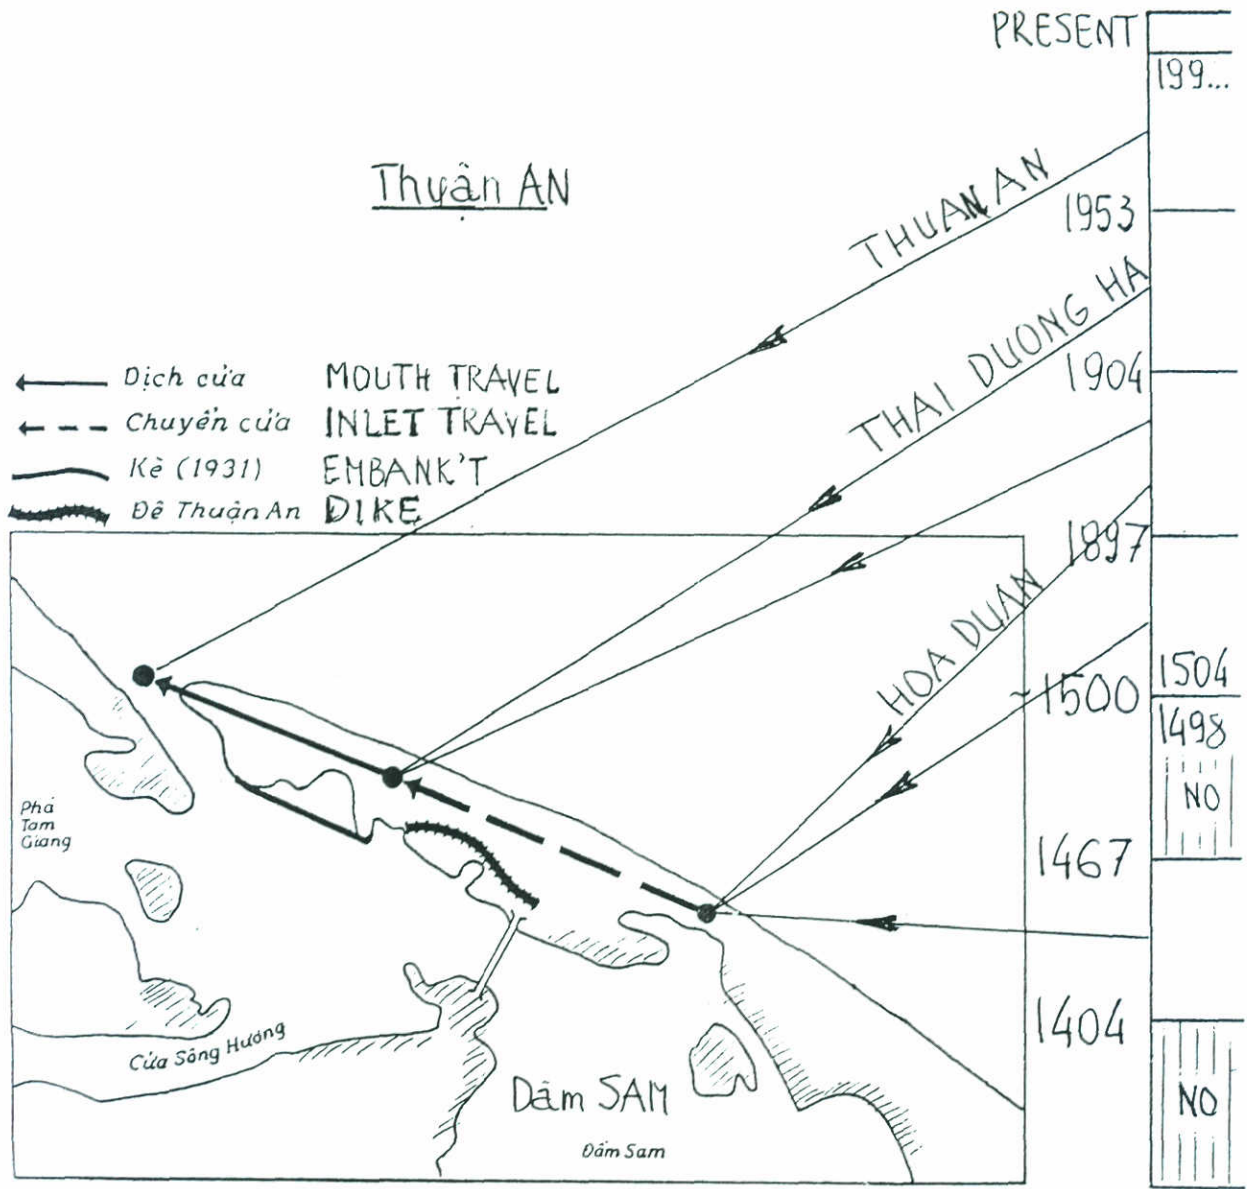 PRESENT
199...
Thuận AN
THUAN AN
1953
THAI DUONG HA
1904
Dịch cửa MOUTH TRAVEL
Chuyển cửa INLET TRAVEL
Kè (1931) EMBANK'T
Đê Thuận An DIKE
1897
HOA DUAN
~1500
1504
1498
NO
Phá
Tam
Giang
1467
1404
Cửa Sông Hương
Dầm SAM
Đầm Sam
NO